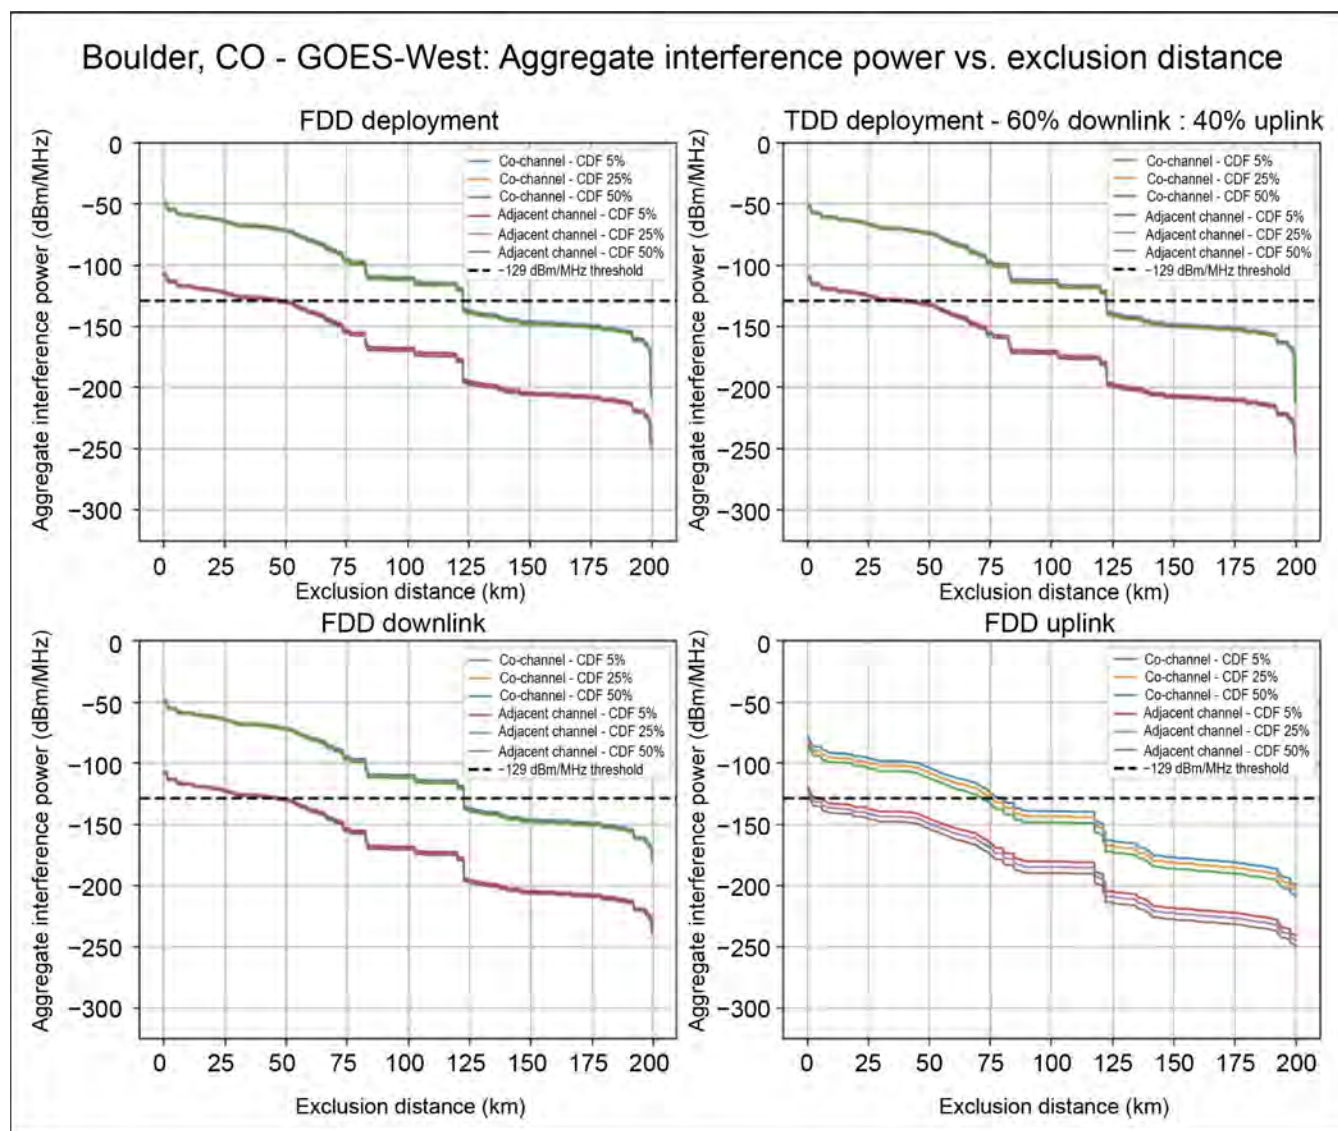 Boulder, CO - GOES-West: Aggregate interference power vs. exclusion distance
FDD deployment
Aggregate interference power (dBm/MHz)
0
−50
−100
−150
−200
−250
−300
Co-channel - CDF 5%
Co-channel - CDF 25%
Co-channel - CDF 50%
Adjacent channel - CDF 5%
Adjacent channel - CDF 25%
Adjacent channel - CDF 50%
−129 dBm/MHz threshold
0 25 50 75 100 125 150 175 200
Exclusion distance (km)
TDD deployment - 60% downlink : 40% uplink
Aggregate interference power (dBm/MHz)
0
−50
−100
−150
−200
−250
−300
Co-channel - CDF 5%
Co-channel - CDF 25%
Co-channel - CDF 50%
Adjacent channel - CDF 5%
Adjacent channel - CDF 25%
Adjacent channel - CDF 50%
−129 dBm/MHz threshold
0 25 50 75 100 125 150 175 200
Exclusion distance (km)
FDD downlink
Aggregate interference power (dBm/MHz)
0
−50
−100
−150
−200
−250
−300
Co-channel - CDF 5%
Co-channel - CDF 25%
Co-channel - CDF 50%
Adjacent channel - CDF 5%
Adjacent channel - CDF 25%
Adjacent channel - CDF 50%
−129 dBm/MHz threshold
0 25 50 75 100 125 150 175 200
Exclusion distance (km)
FDD uplink
Aggregate interference power (dBm/MHz)
0
−50
−100
−150
−200
−250
−300
Co-channel - CDF 5%
Co-channel - CDF 25%
Co-channel - CDF 50%
Adjacent channel - CDF 5%
Adjacent channel - CDF 25%
Adjacent channel - CDF 50%
−129 dBm/MHz threshold
0 25 50 75 100 125 150 175 200
Exclusion distance (km)